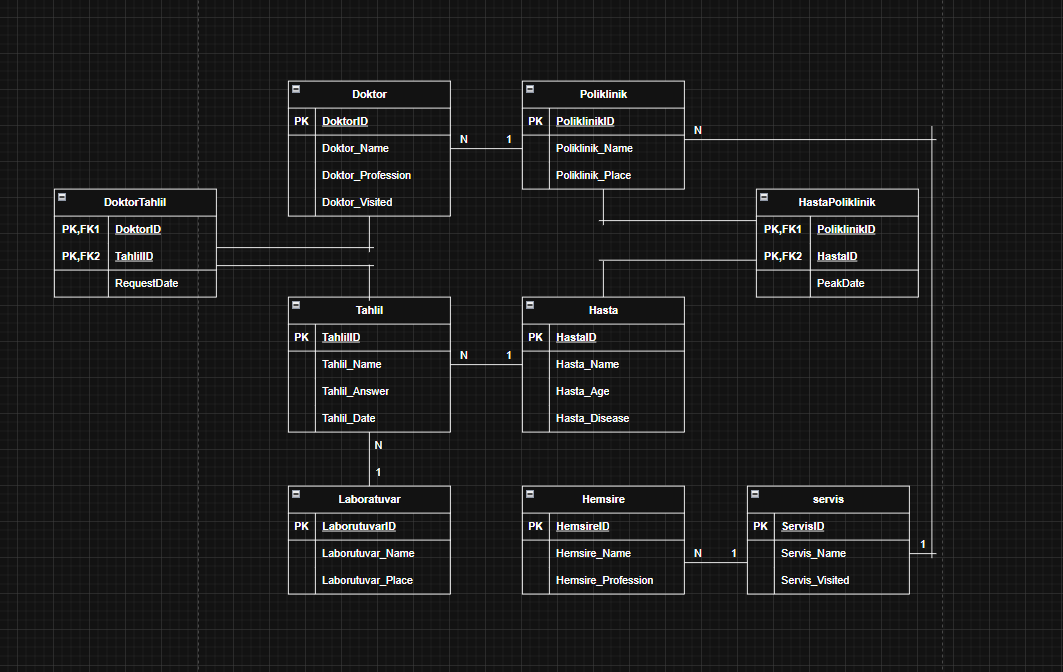 Doktor
PK DoktorID
Doktor_Name
Doktor_Profession
Doktor_Visited
N 1
Poliklinik
PK PoliklinikID
Poliklinik_Name
Poliklinik_Place
N
DoktorTahlil
PK,FK1 DoktorID
PK,FK2 TahlilID
RequestDate
HastaPoliklinik
PK,FK1 PoliklinikID
PK,FK2 HastaID
PeakDate
Tahlil
PK TahlilID
Tahlil_Name
Tahlil_Answer
Tahlil_Date
N 1
Hasta
PK HastaID
Hasta_Name
Hasta_Age
Hasta_Disease
N
1
Laboratuvar
PK LaborutuvarID
Laborutuvar_Name
Laborutuvar_Place
Hemsire
PK HemsireID
Hemsire_Name
Hemsire_Profession
N 1
servis
PK ServisID
Servis_Name
Servis_Visited
1